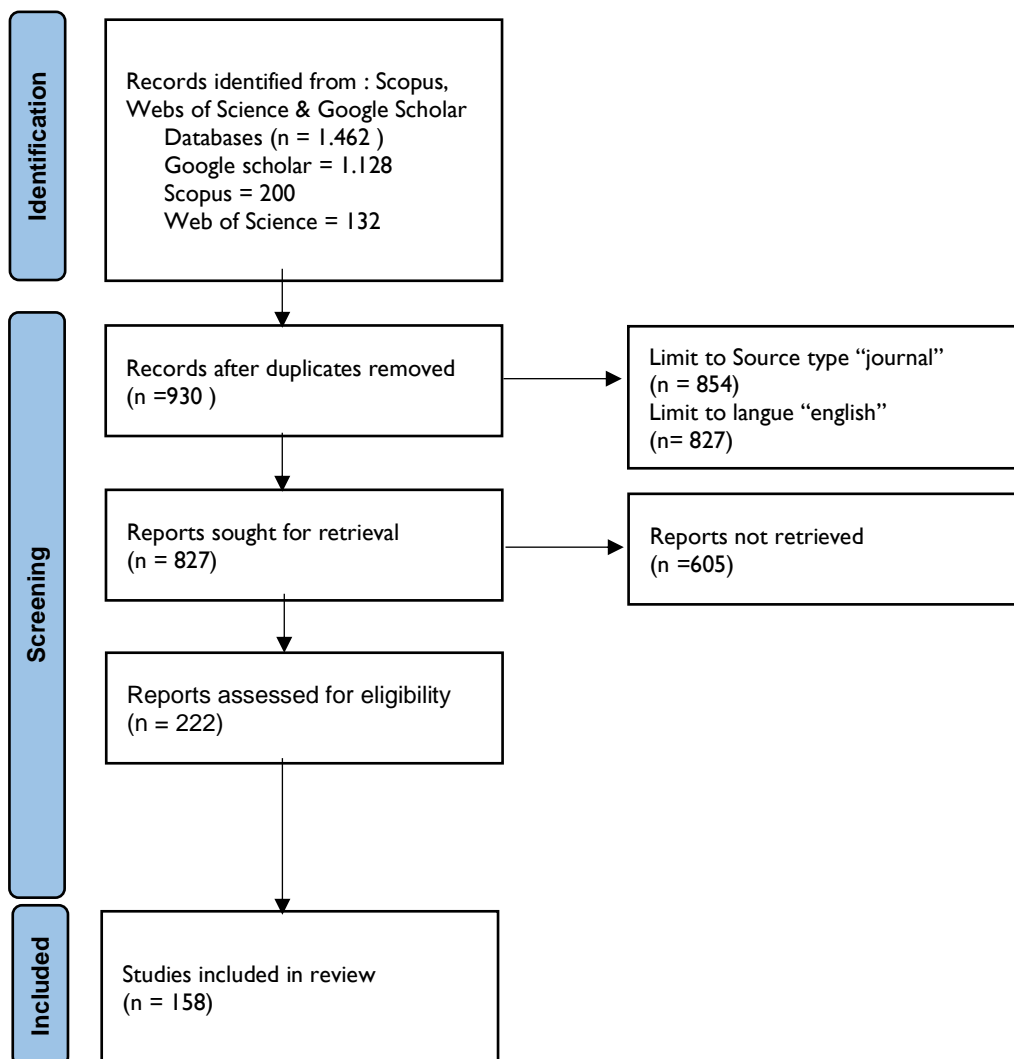 Identification
Records identified from : Scopus,
Webs of Science & Google Scholar
Databases (n = 1.462 )
Google scholar = 1.128
Scopus = 200
Web of Science = 132
Screening
Records after duplicates removed
(n =930 )
Limit to Source type “journal”
(n = 854)
Limit to langue “english”
(n= 827)
Reports sought for retrieval
(n = 827)
Reports not retrieved
(n =605)
Reports assessed for eligibility
(n = 222)
Included
Studies included in review
(n = 158)